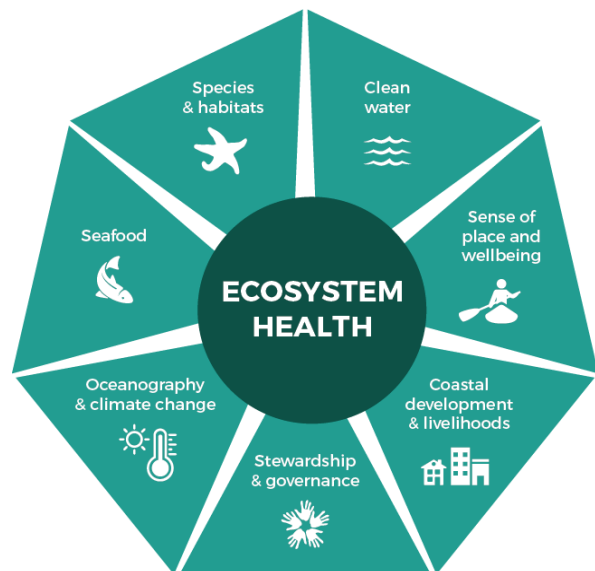 Species
& habitats
Clean
water
Sense of
place and
wellbeing
Coastal
development
& livelihoods
Stewardship
& governance
Oceanography
& climate change
Seafood
ECOSYSTEM
HEALTH